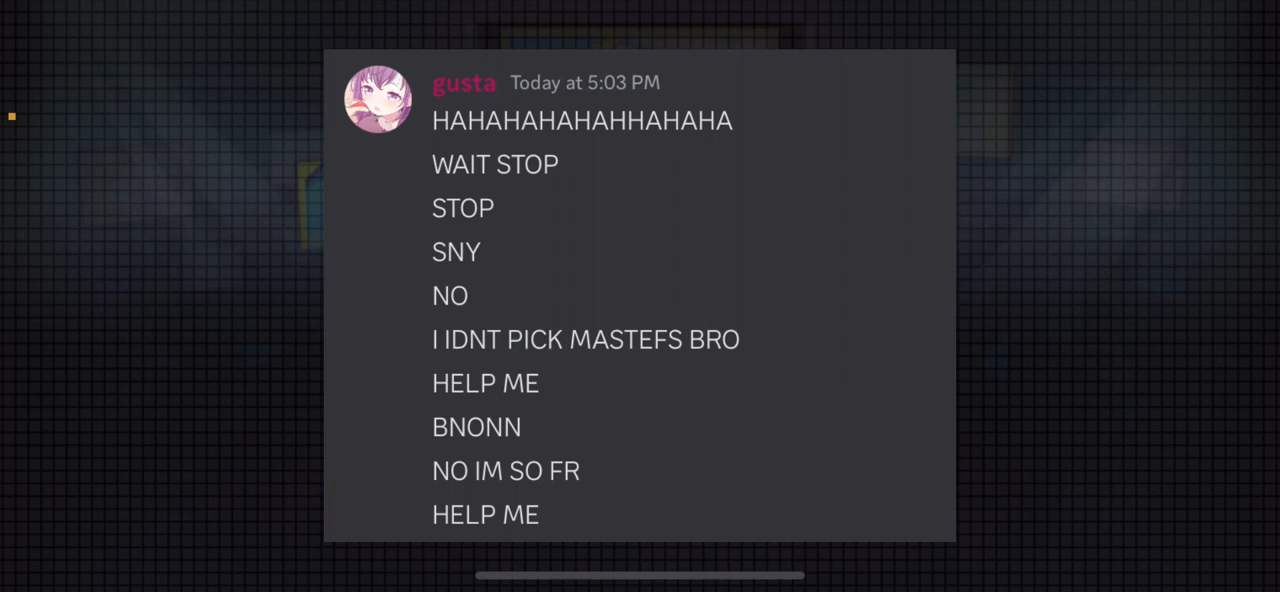 gusta Today at 5:03 PM
HAHAHAHAHAHHAHAHA
WAIT STOP
STOP
SNY
NO
I IDNT PICK MASTEFS BRO
HELP ME
BNONN
NO IM SO FR
HELP ME